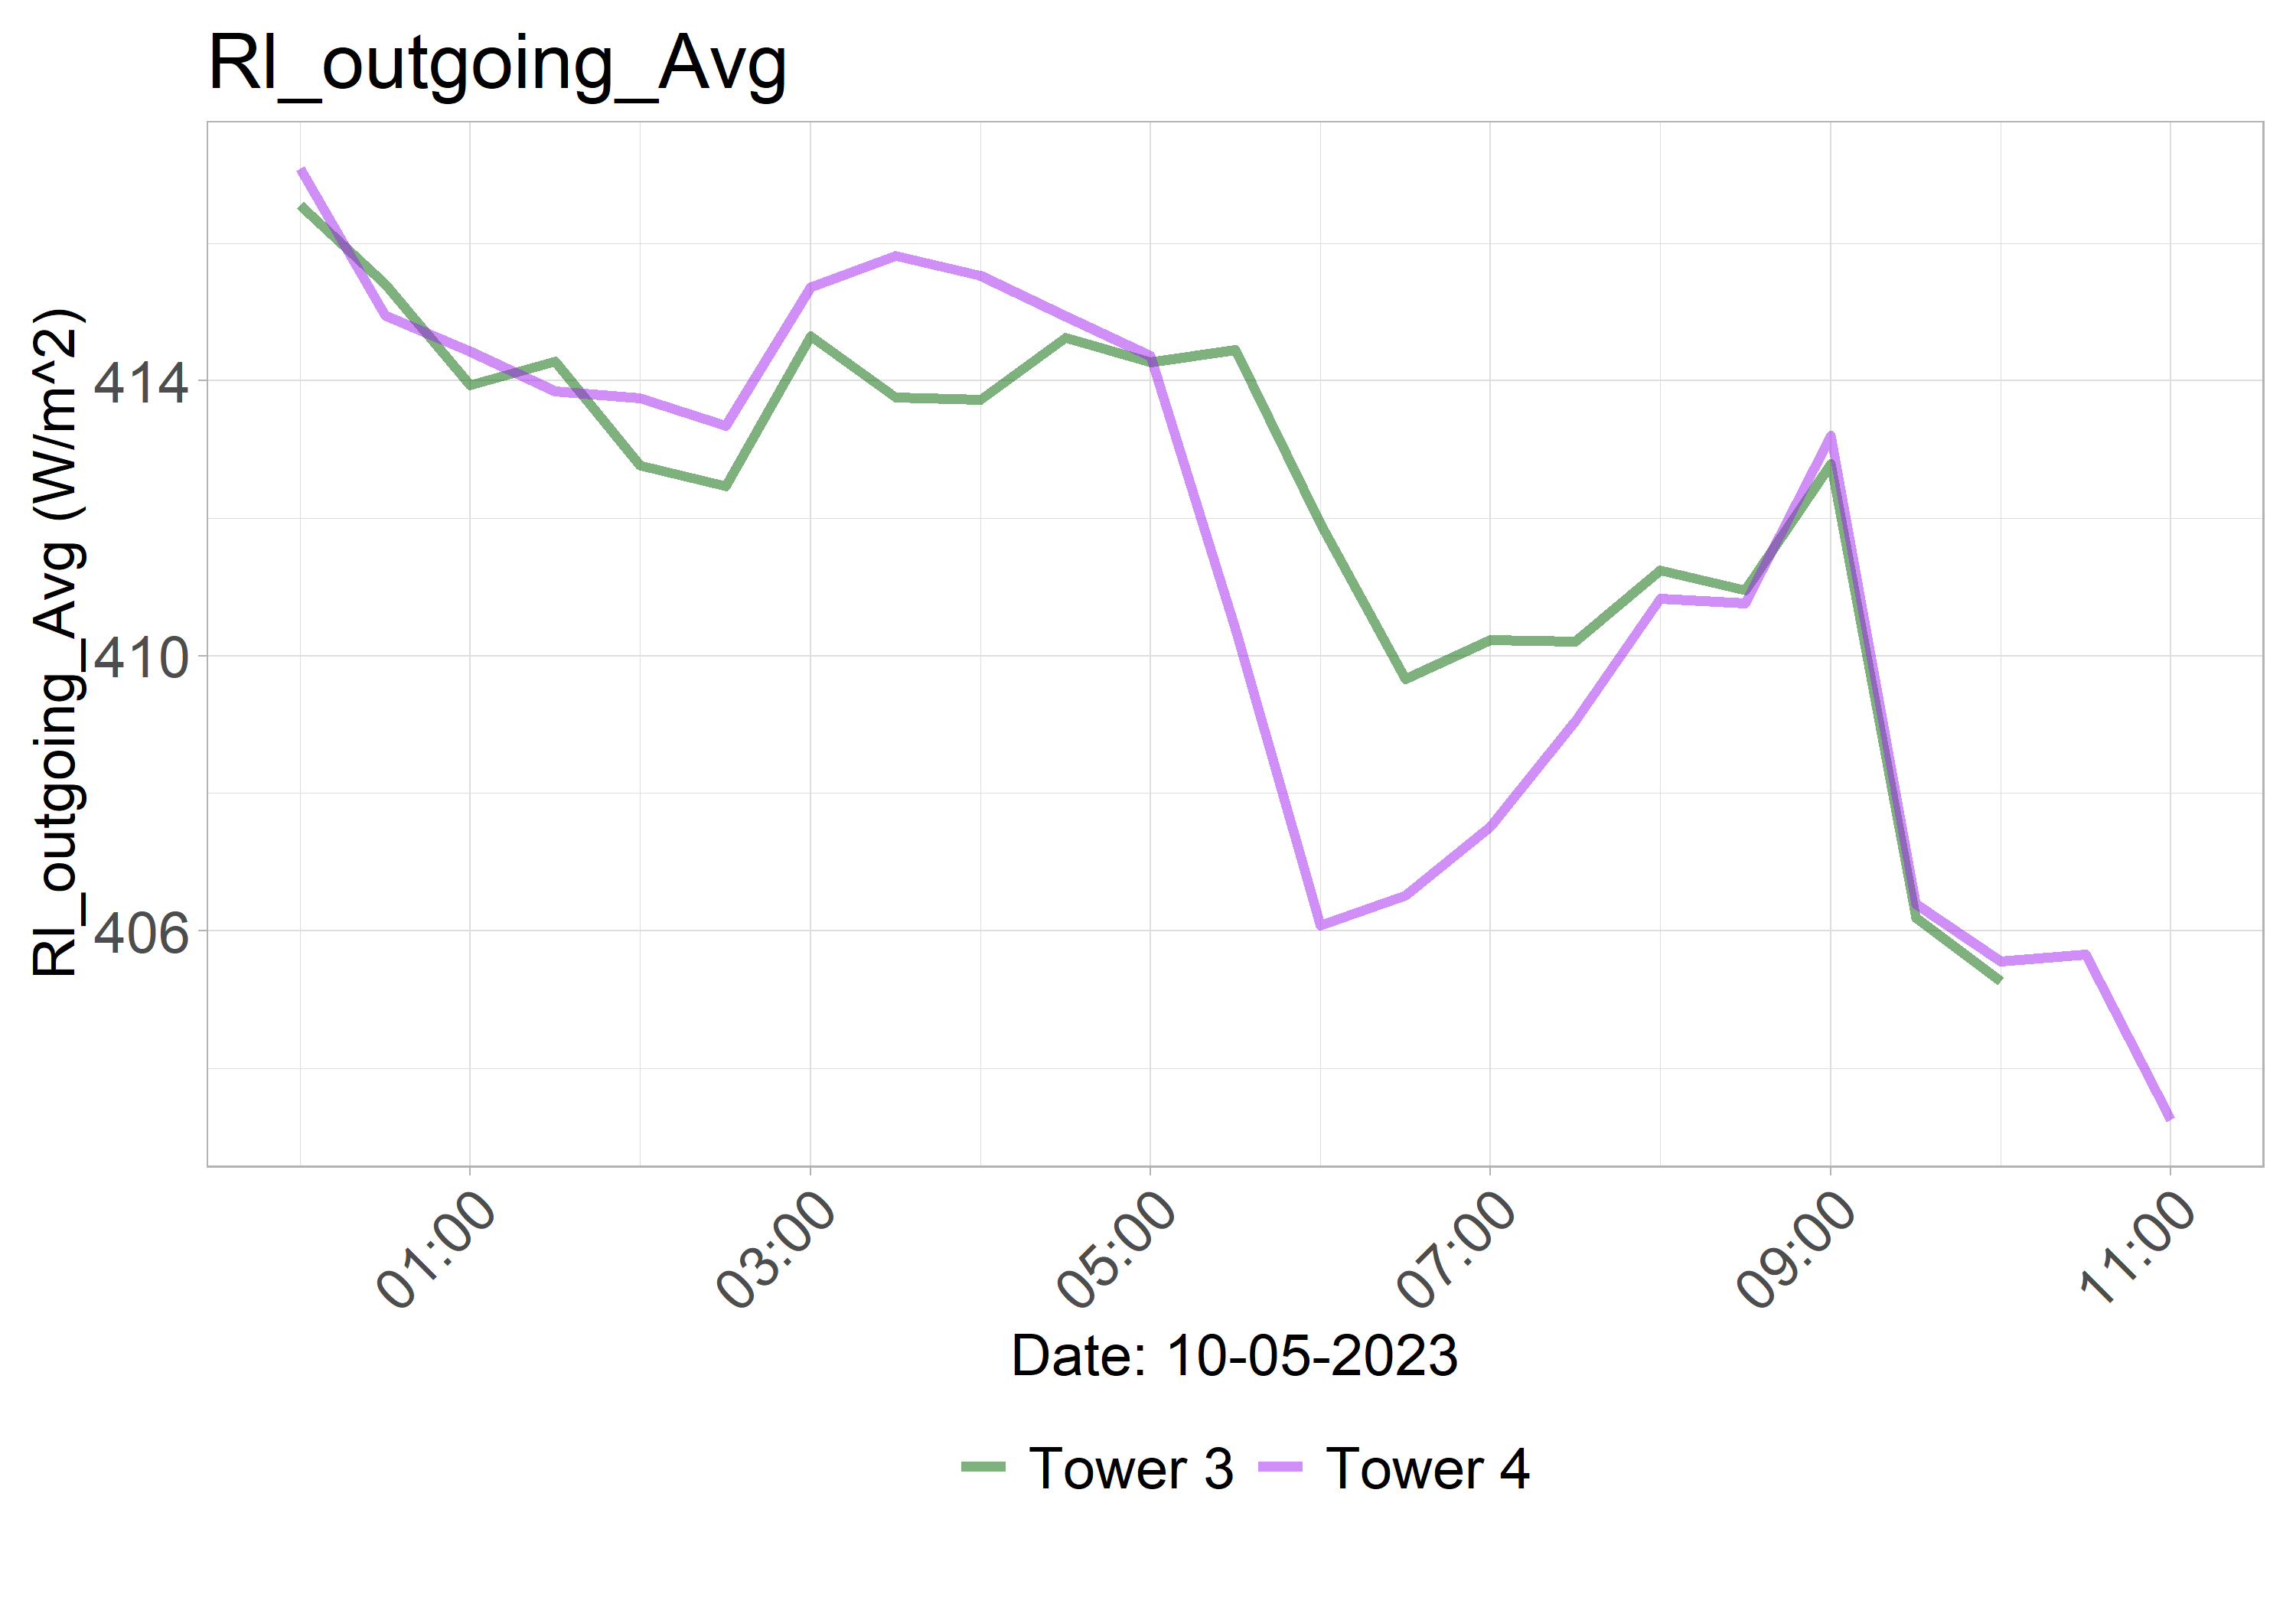 Rl_outgoing_Avg
Rl_outgoing_Avg (W/m^2)
414
410
406
01:00
03:00
05:00
07:00
09:00
11:00
Date: 10-05-2023
Tower 3
Tower 4